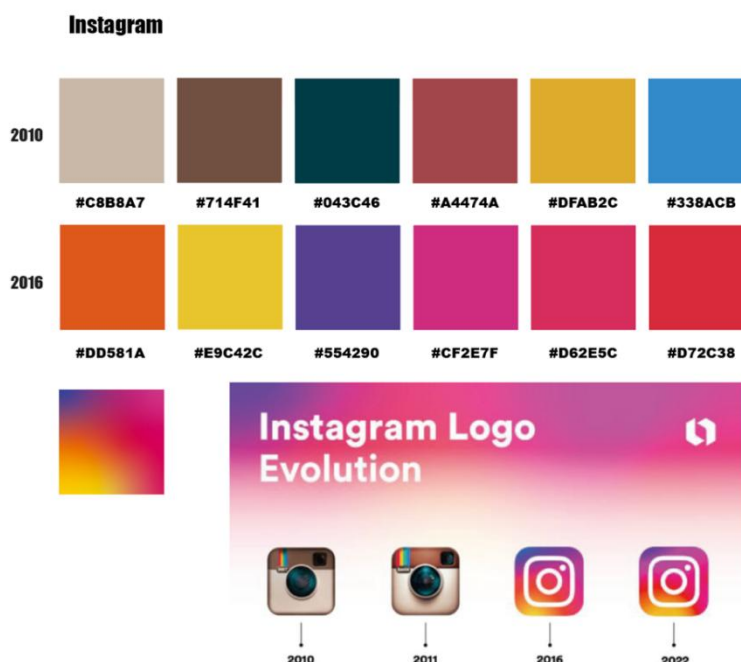 Instagram
2010
#C8B8A7 #714F41 #043C46 #A4474A #DFAB2C #338ACB
2016
#DD581A #E9C42C #554290 #CF2E7F #D62E5C #D72C38
Instagram Logo
Evolution
2010 2011 2016 2022